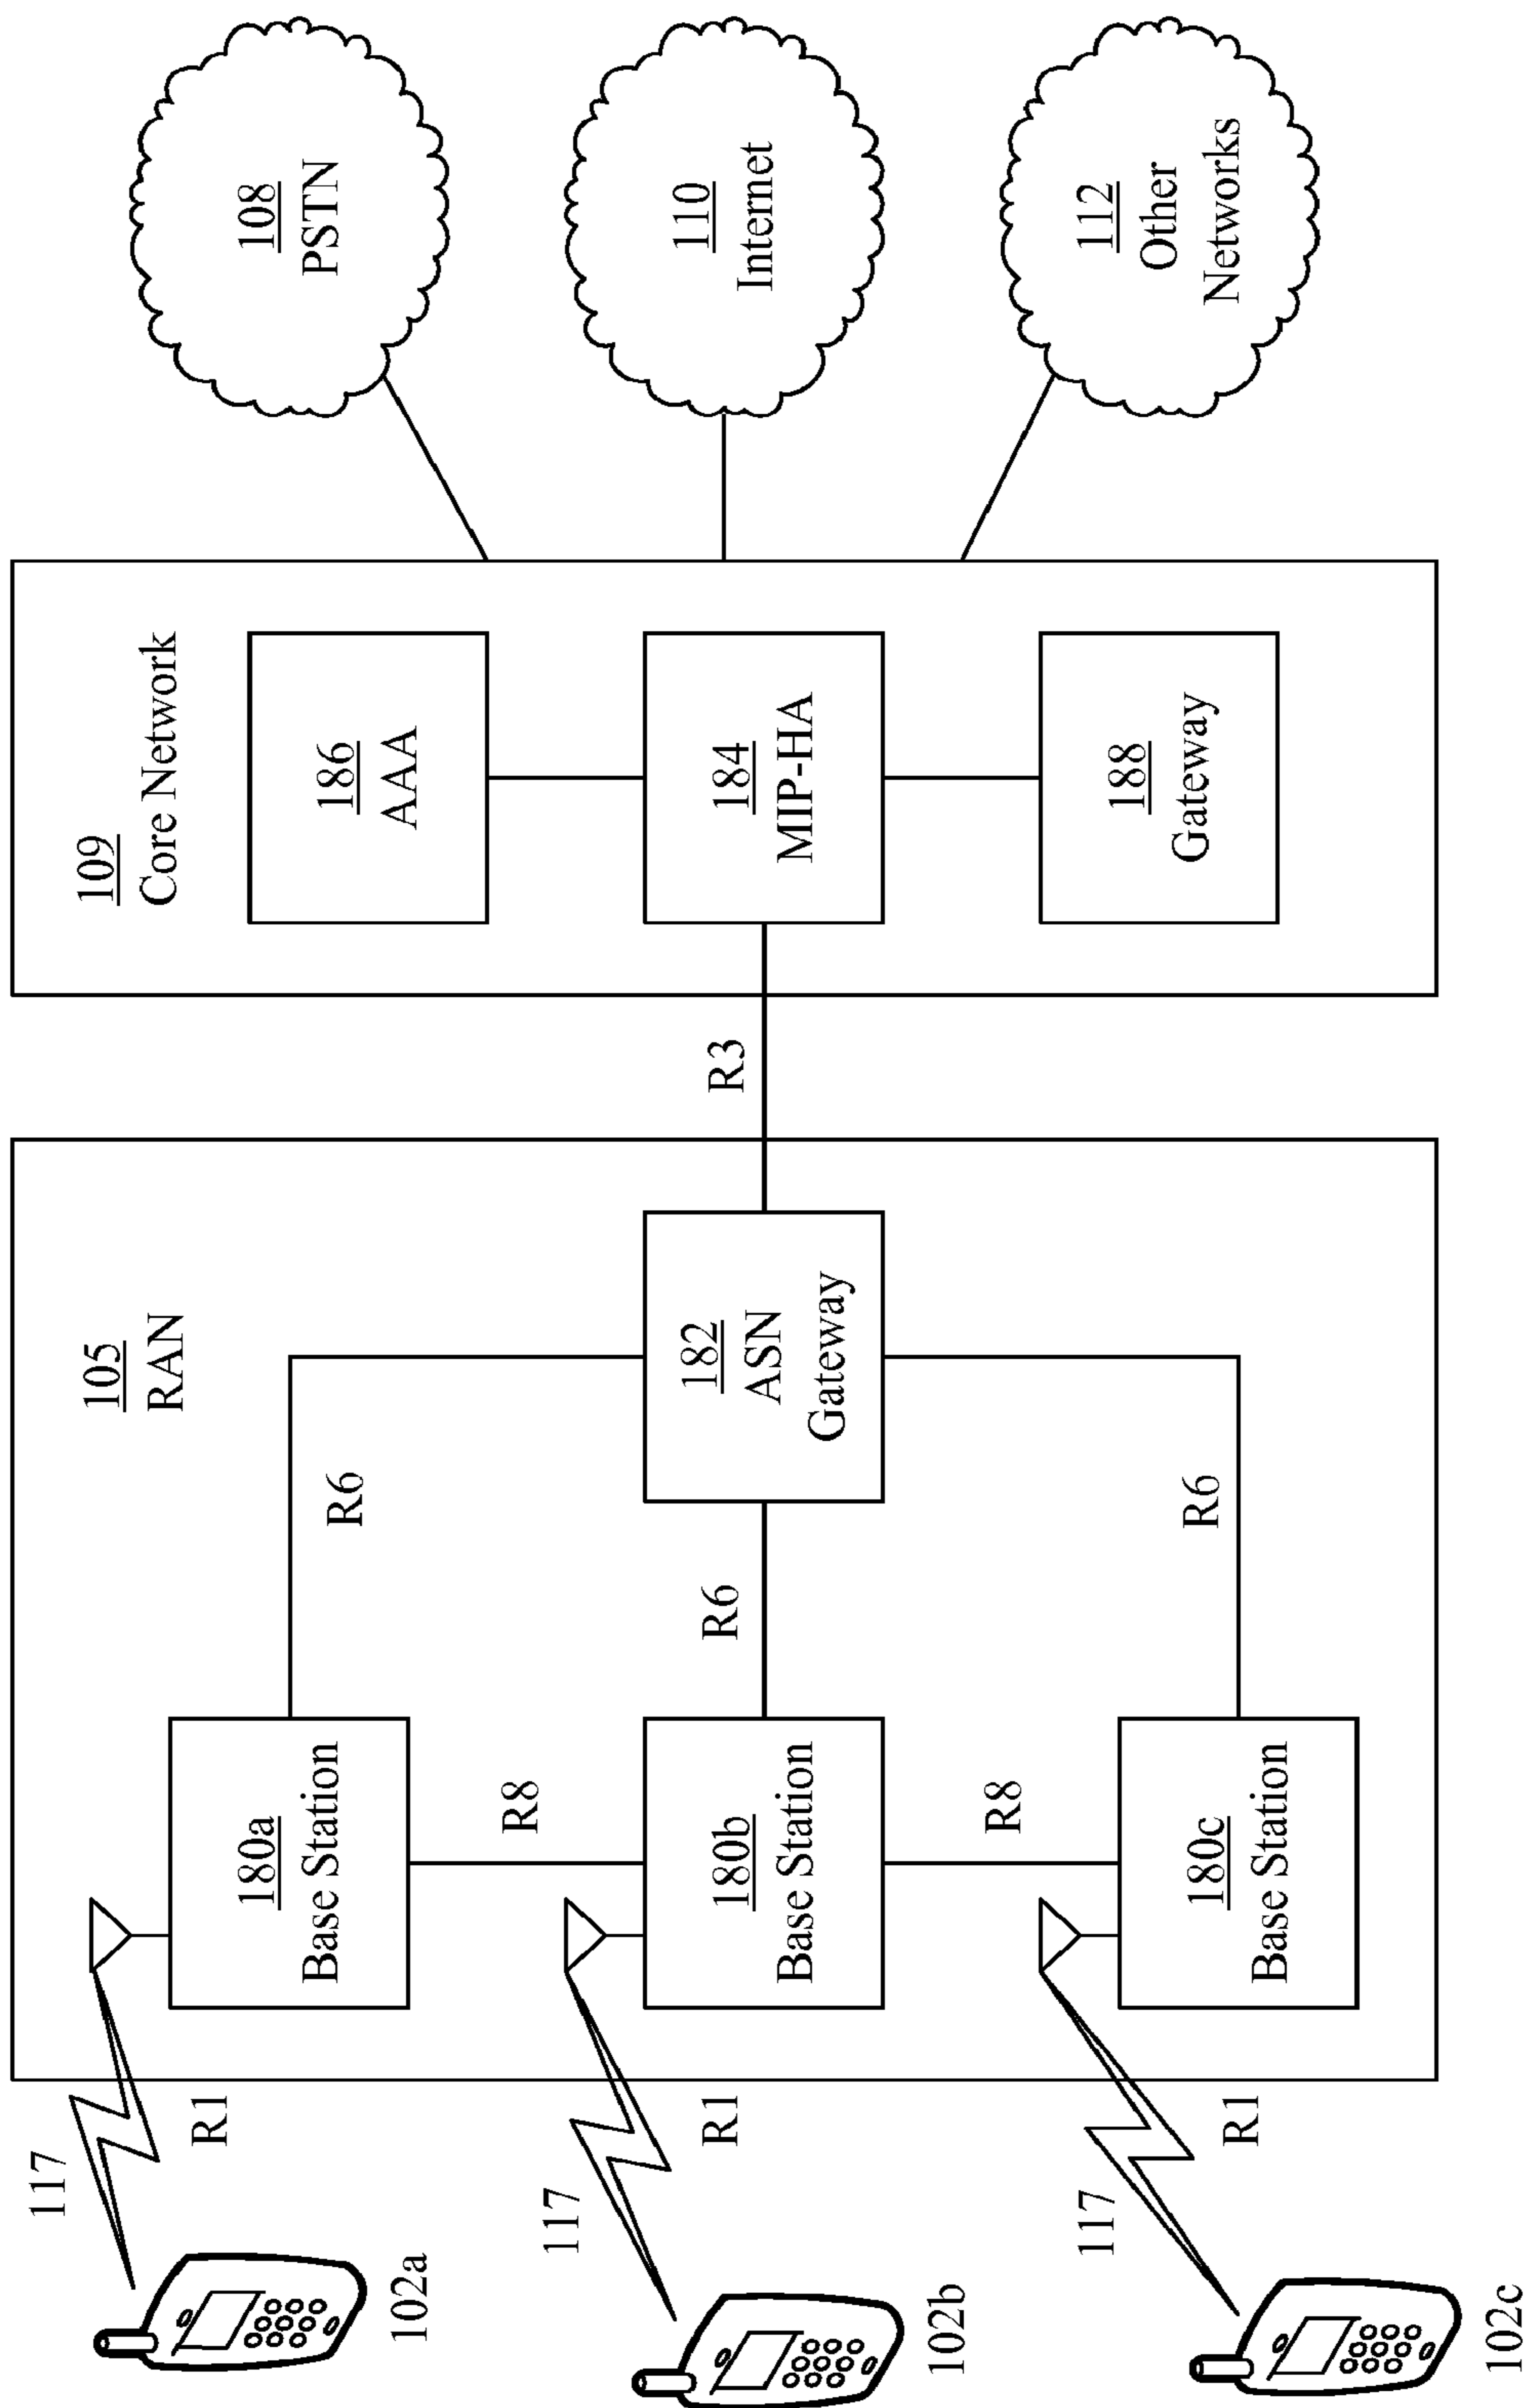 117
R1
102a
117
R1
102b
117
R1
102c
105
RAN
180a
Base Station
R8
180b
Base Station
R8
180c
Base Station
R6
R6
R6
182
ASN
Gateway
R3
109
Core Network
186
AAA
184
MIP-HA
188
Gateway
108
PSTN
110
Internet
112
Other
Networks